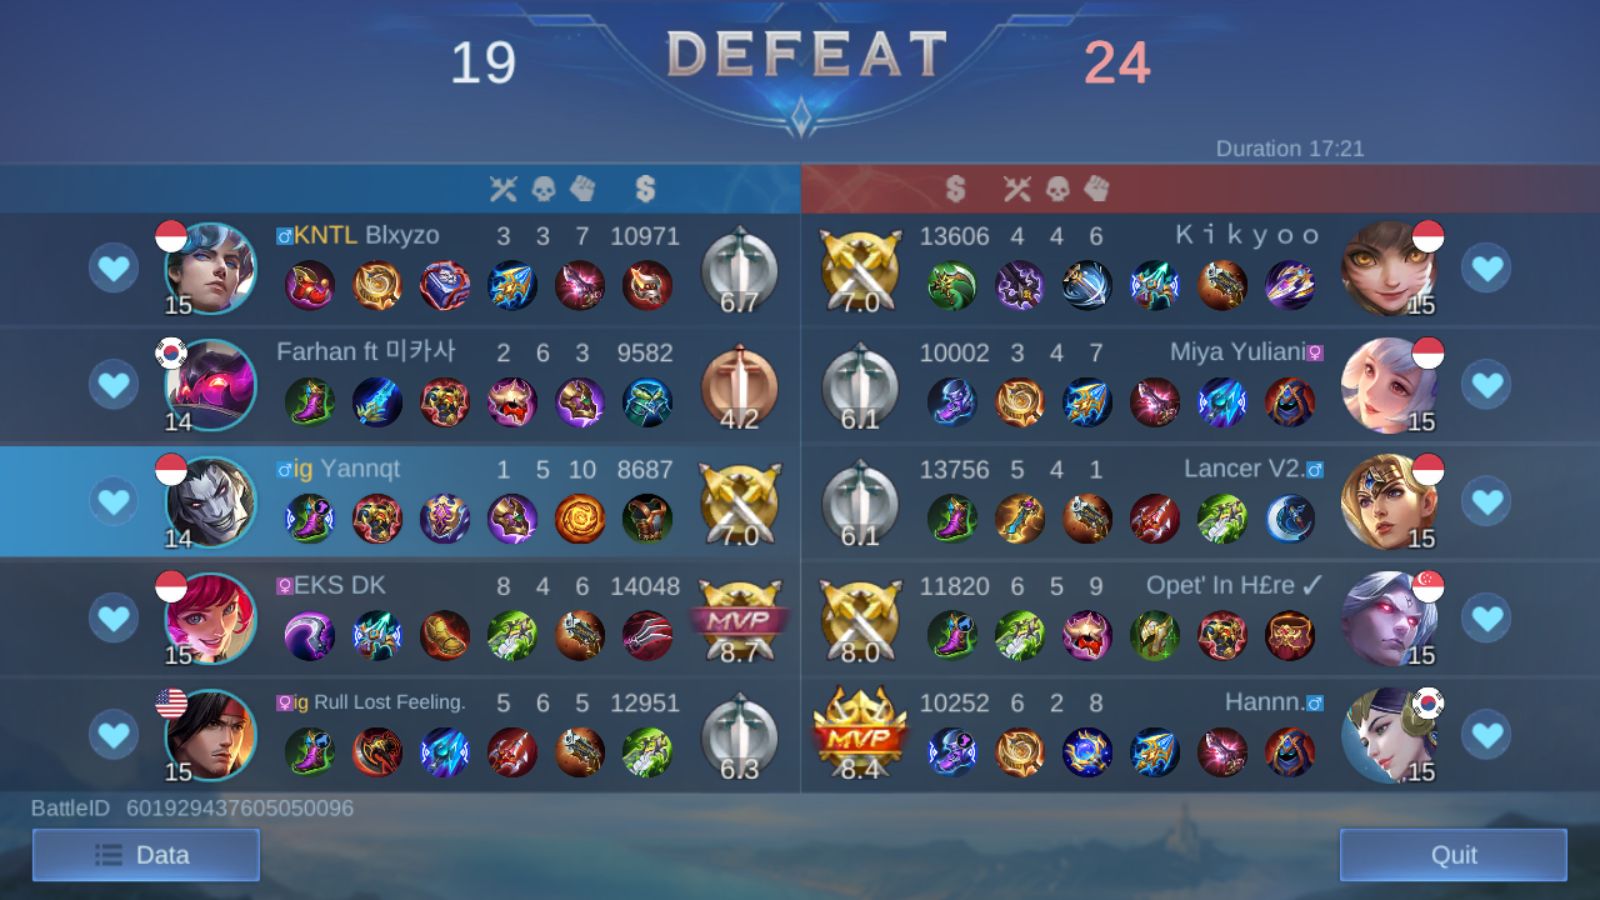 19 DEFEAT 24
Duration 17:21
KNTL Blxyzo 3 3 7 10971
15 6.7
13606 4 4 6 K i k y o o
7.0 15
Farhan ft 미카사 2 6 3 9582
14 4.2
10002 3 4 7 Miya Yuliani
6.1 15
ig Yannqt 1 5 10 8687
14 7.0
13756 5 4 1 Lancer V2.
6.1 15
EKS DK 8 4 6 14048
MVP
15 8.7
11820 6 5 9 Opet' In H£re ✓
8.0 15
ig Rull Lost Feeling. 5 6 5 12951
15 6.3
10252 6 2 8 Hannn.
MVP
8.4 15
BattleID 601929437605050096
Data
Quit